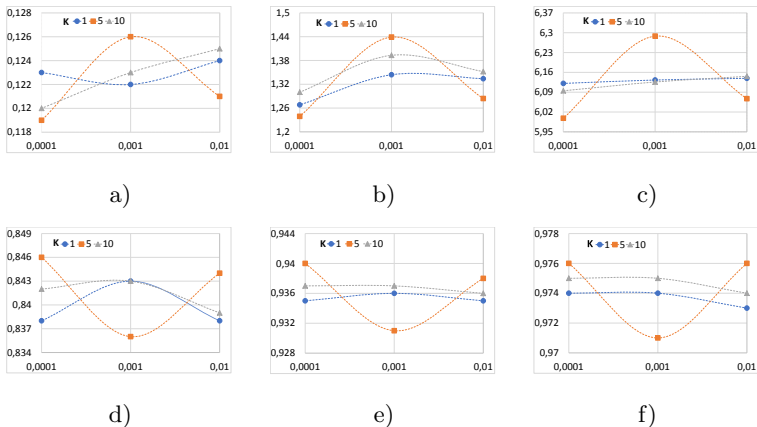 0,128
0,126
0,124
0,122
0,12
0,118
K 1 5 10
0,0001 0,001 0,01
a)
1,5
1,44
1,38
1,32
1,26
1,2
K 1 5 10
0,0001 0,001 0,01
b)
6,37
6,3
6,23
6,16
6,09
6,02
5,95
K 1 5 10
0,0001 0,001 0,01
c)
0,849
0,846
0,843
0,84
0,837
0,834
K 1 5 10
0,0001 0,001 0,01
d)
0,944
0,94
0,936
0,932
0,928
K 1 5 10
0,0001 0,001 0,01
e)
0,978
0,976
0,974
0,972
0,97
K 1 5 10
0,0001 0,001 0,01
f)